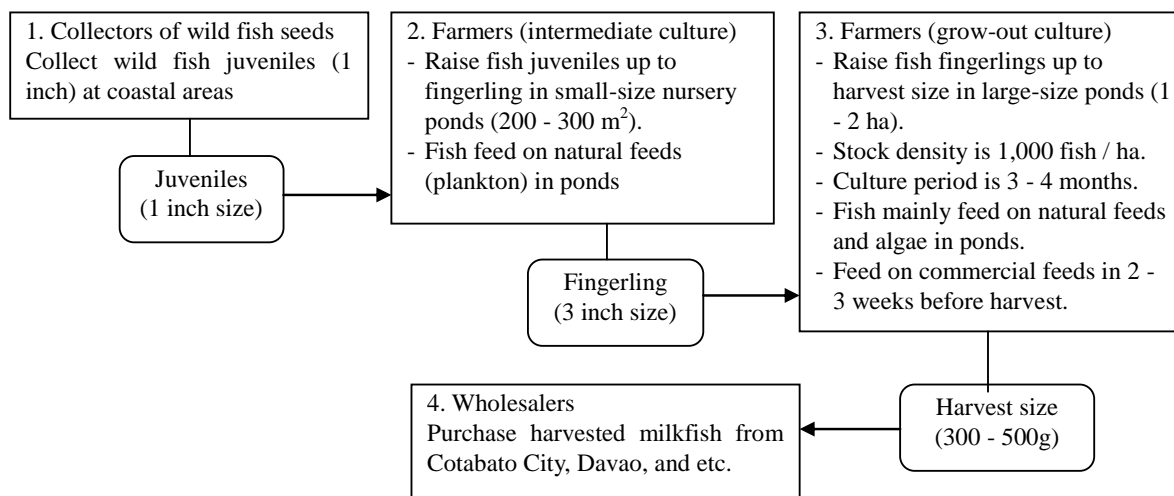 1. Collectors of wild fish seeds
Collect wild fish juveniles (1
inch) at coastal areas
Juveniles
(1 inch size)
2. Farmers (intermediate culture)
- Raise fish juveniles up to
fingerling in small-size nursery
ponds (200 - 300 m²).
- Fish feed on natural feeds
(plankton) in ponds
Fingerling
(3 inch size)
3. Farmers (grow-out culture)
- Raise fish fingerlings up to
harvest size in large-size ponds (1
- 2 ha).
- Stock density is 1,000 fish / ha.
- Culture period is 3 - 4 months.
- Fish mainly feed on natural feeds
and algae in ponds.
- Feed on commercial feeds in 2 -
3 weeks before harvest.
Harvest size
(300 - 500g)
4. Wholesalers
Purchase harvested milkfish from
Cotabato City, Davao, and etc.